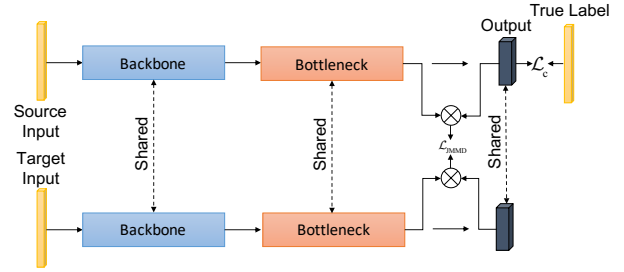 True Label
Output
Backbone
Bottleneck
ℒc
Source
Input
Shared
Shared
Shared
ℒJMMD
Target
Input
Backbone
Bottleneck